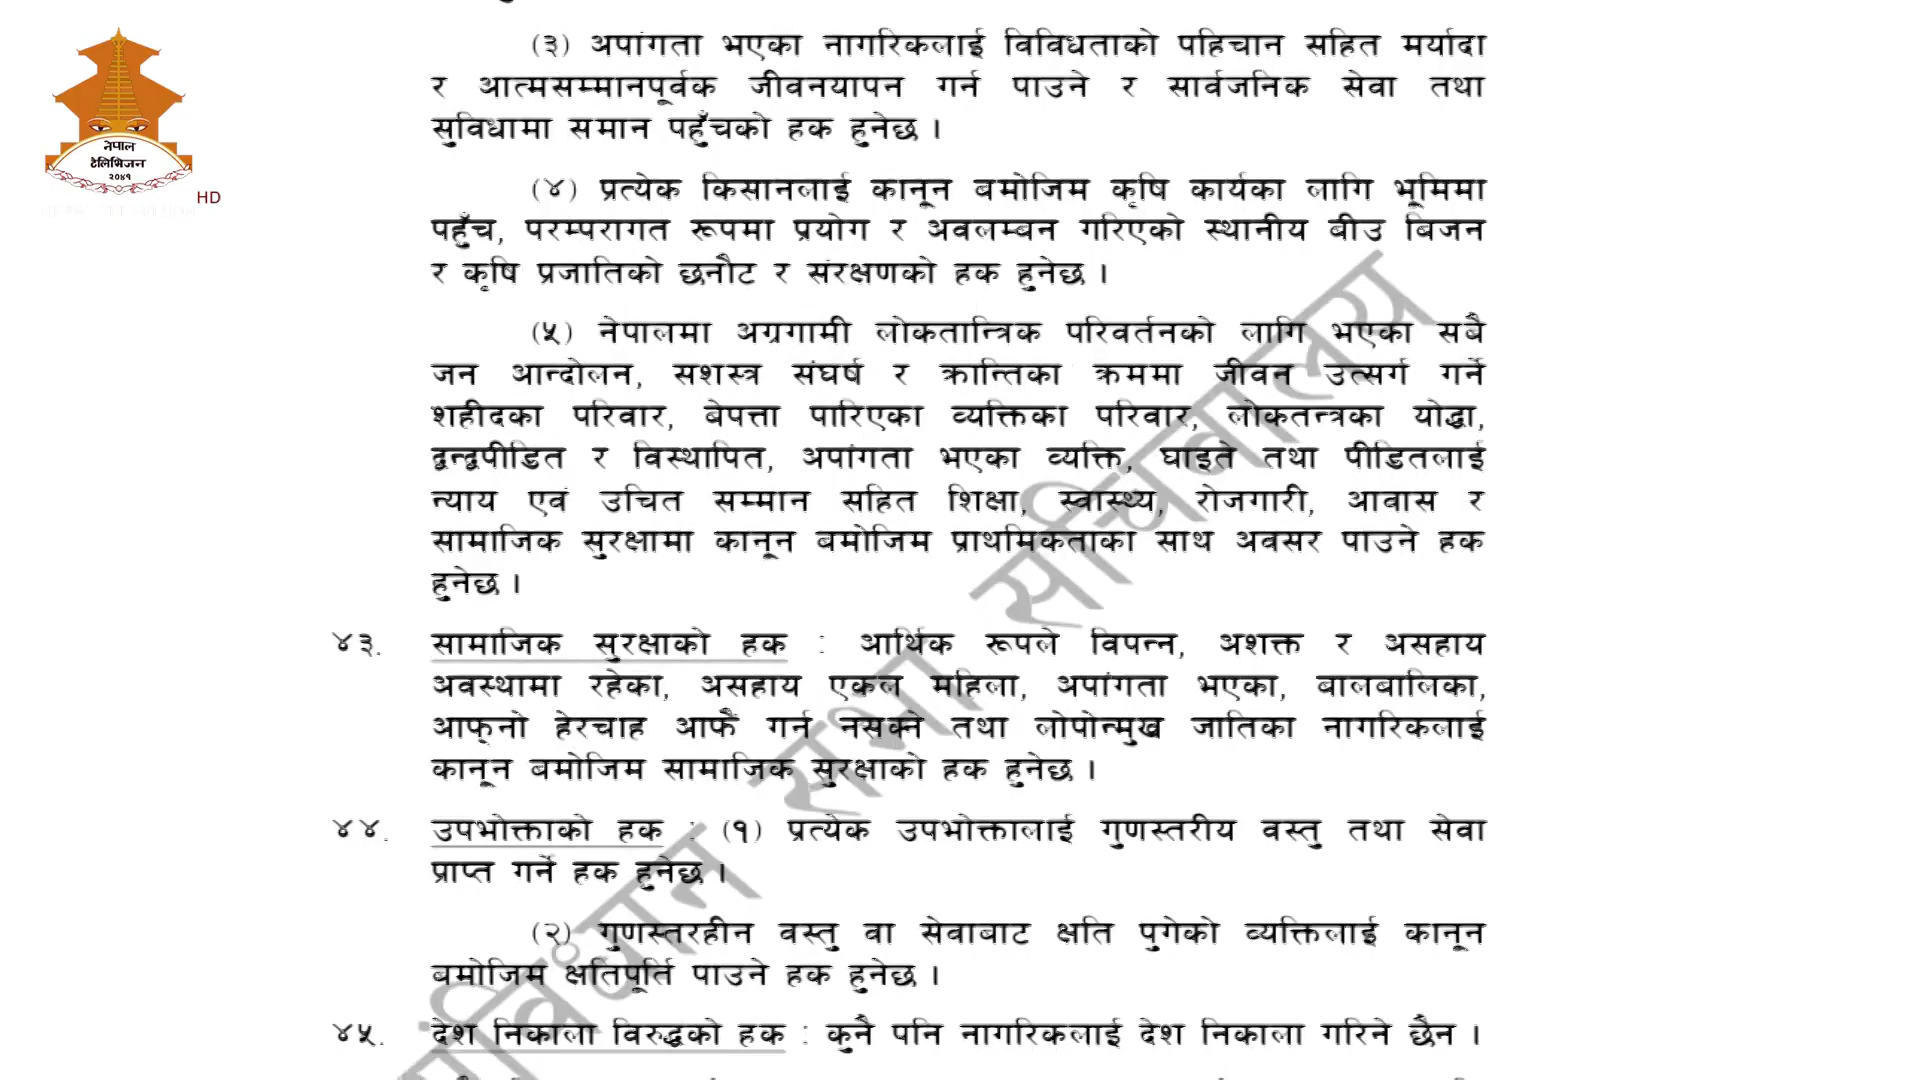 नेपाल
टेलिभिजन
२०४१
HD
(३) अपांगता भएका नागरिकलाई विविधताको पहिचान सहित मर्यादा
र आत्मसम्मानपूर्वक जीवनयापन गर्न पाउने र सार्वजनिक सेवा तथा
सुविधामा समान पहुँचको हक हुनेछ ।
(४) प्रत्येक किसानलाई कानून बमोजिम कृषि कार्यका लागि भूमिमा
पहुँच, परम्परागत रूपमा प्रयोग र अवलम्बन गरिएको स्थानीय बीउ बिजन
र कृषि प्रजातिको छनौट र संरक्षणको हक हुनेछ ।
(५) नेपालमा अग्रगामी लोकतान्त्रिक परिवर्तनको लागि भएका सबै
जन आन्दोलन, सशस्त्र संघर्ष र क्रान्तिका क्रममा जीवन उत्सर्ग गर्ने
शहीदका परिवार, बेपत्ता पारिएका व्यक्तिका परिवार, लोकतन्त्रका योद्धा,
द्वन्द्वपीडित र विस्थापित, अपांगता भएका व्यक्ति, घाइते तथा पीडितलाई
न्याय एवं उचित सम्मान सहित शिक्षा, स्वास्थ्य, रोजगारी, आवास र
सामाजिक सुरक्षामा कानून बमोजिम प्राथमिकताका साथ अवसर पाउने हक
हुनेछ ।
४३. सामाजिक सुरक्षाको हक : आर्थिक रूपले विपन्न, अशक्त र असहाय
अवस्थामा रहेका, असहाय एकल महिला, अपांगता भएका, बालबालिका,
आफ्नो हेरचाह आफैँ गर्न नसक्ने तथा लोपोन्मुख जातिका नागरिकलाई
कानून बमोजिम सामाजिक सुरक्षाको हक हुनेछ ।
४४. उपभोक्ताको हक : (१) प्रत्येक उपभोक्तालाई गुणस्तरीय वस्तु तथा सेवा
प्राप्त गर्ने हक हुनेछ ।
(२) गुणस्तरहीन वस्तु वा सेवाबाट क्षति पुगेको व्यक्तिलाई कानून
बमोजिम क्षतिपूर्ति पाउने हक हुनेछ ।
४५. देश निकाला विरुद्धको हक : कुनै पनि नागरिकलाई देश निकाला गरिने छैन ।
संविधान सभा सचिवालय